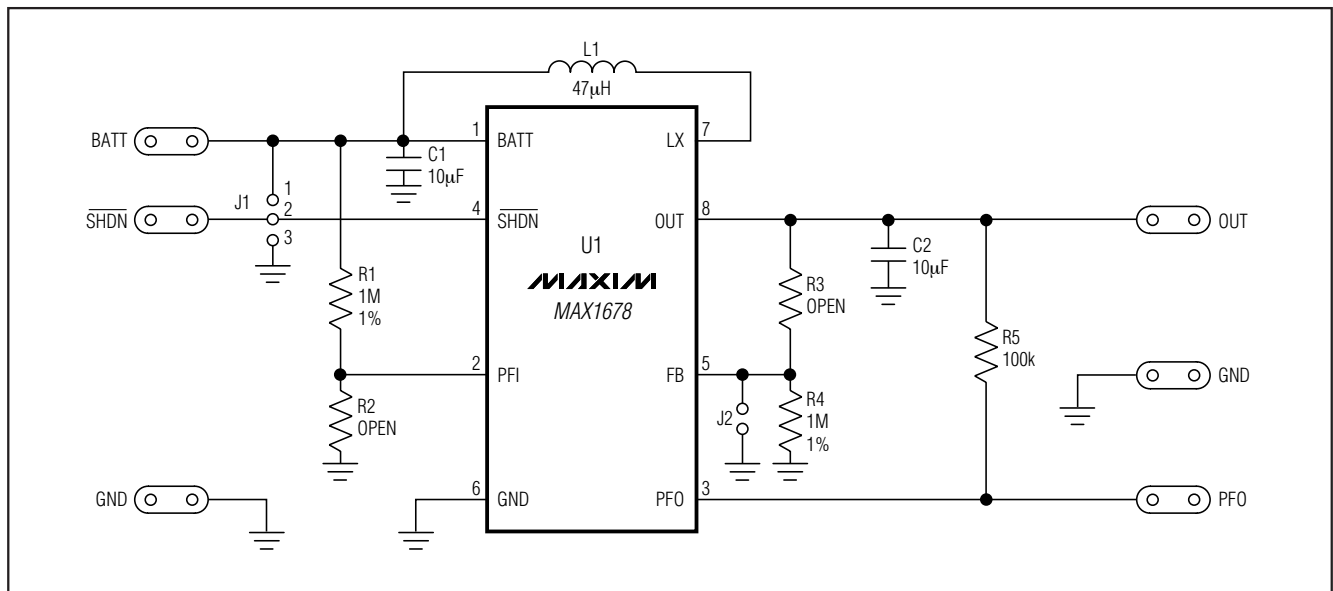 L1
47µH
BATT
1
BATT
LX
7
C1
10µF
J1
1
2
3
SHDN
4
SHDN
OUT
8
OUT
U1
MAXIM
MAX1678
C2
10µF
R1
1M
1%
R3
OPEN
R5
100k
2
PFI
FB
5
GND
R2
OPEN
J2
R4
1M
1%
GND
6
GND
PFO
3
PFO